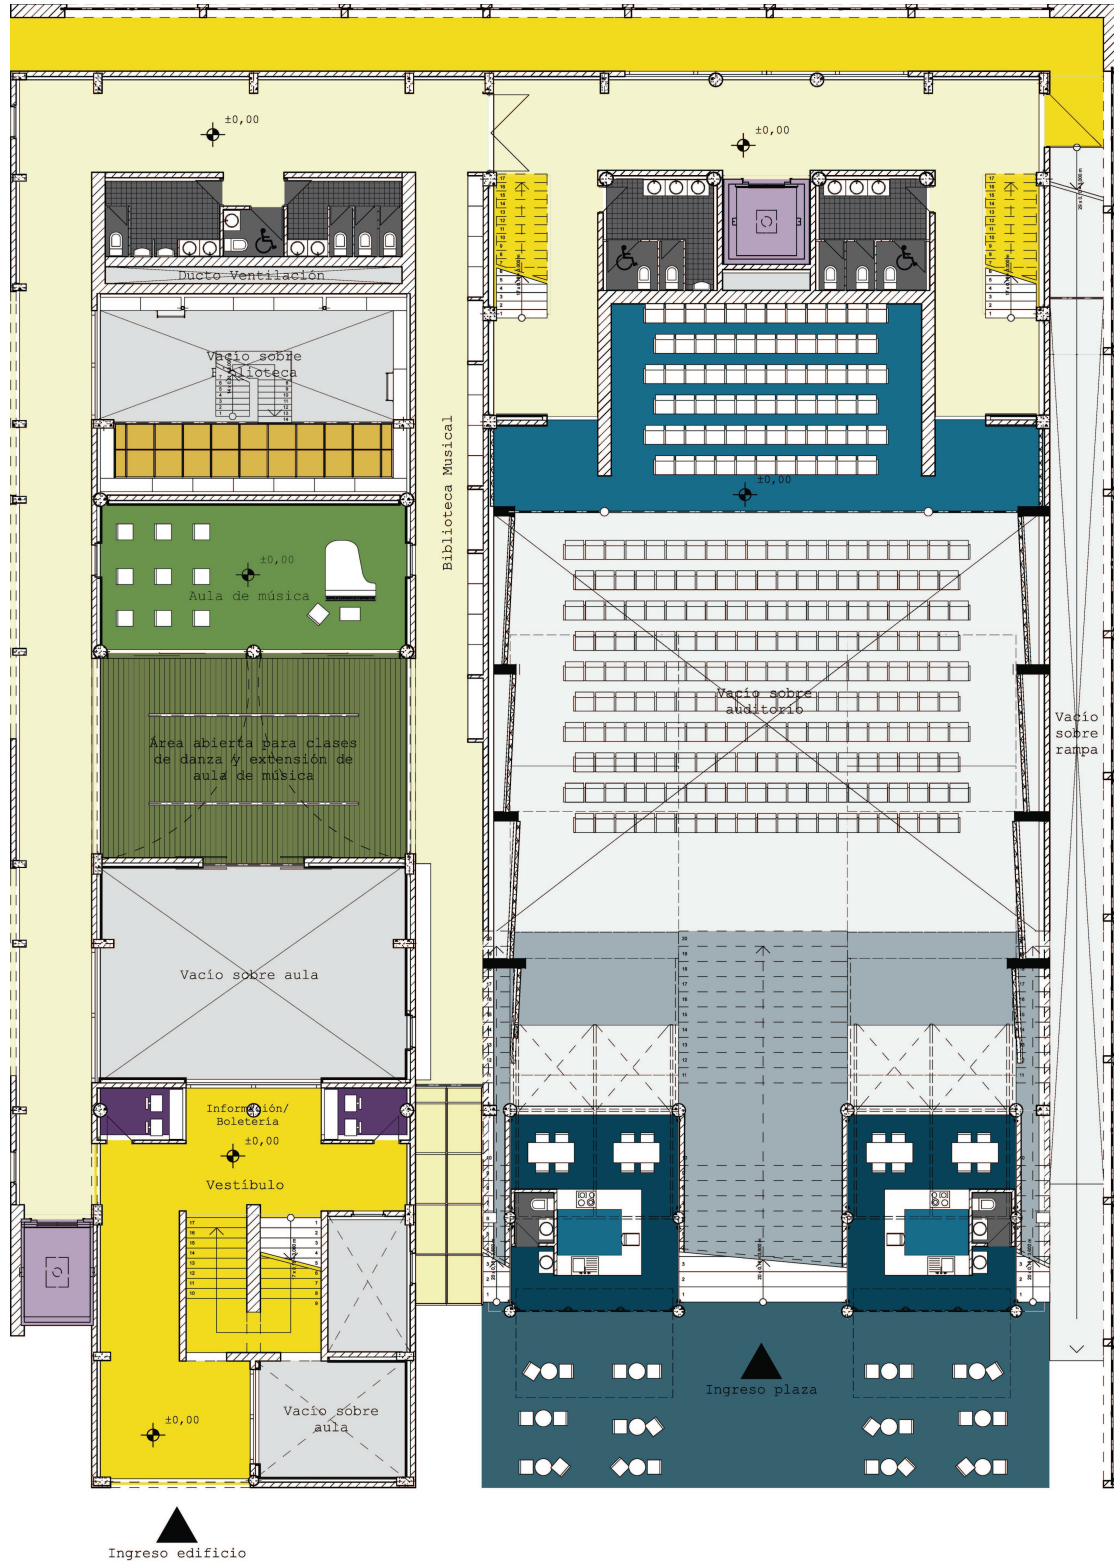 ±0,00
±0,00
Ducto Ventilación
Vacío sobre
Biblioteca
Biblioteca Musical
±0,00
±0,00
Aula de música
Vacío sobre
auditorio
Vacío
sobre
rampa
Área abierta para clases
de danza y extensión de
aula de música
Vacío sobre aula
Información/
Boletería
±0,00
Vestíbulo
±0,00
Vacío sobre
aula
Ingreso plaza
Ingreso edificio